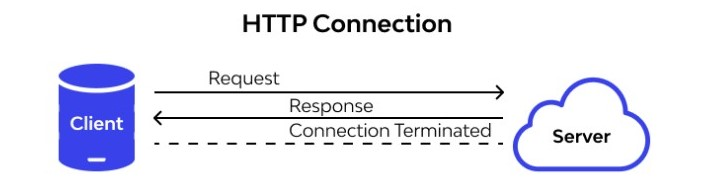 HTTP Connection
Request
Response
Client
Connection Terminated
Server